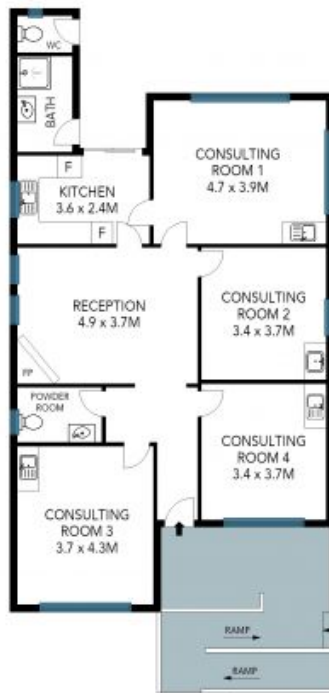 WC
BATH
F
KITCHEN
3.6 x 2.4M
F
CONSULTING
ROOM 1
4.7 x 3.9M
RECEPTION
4.9 x 3.7M
CONSULTING
ROOM 2
3.4 x 3.7M
FP
POWDER
ROOM
CONSULTING
ROOM 4
3.4 x 3.7M
CONSULTING
ROOM 3
3.7 x 4.3M
RAMP
RAMP